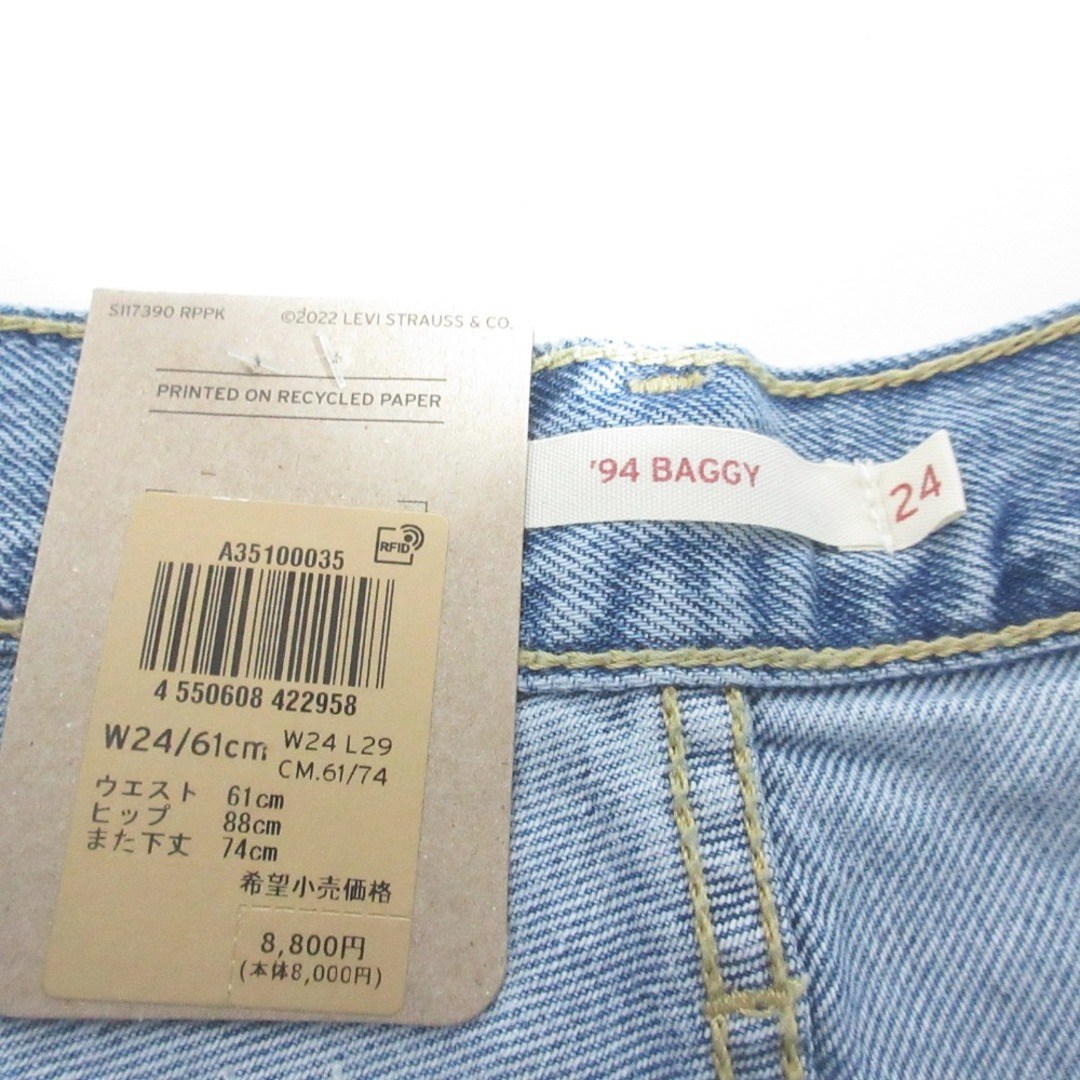 S117390 RPPK ©2022 LEVI STRAUSS & CO.
PRINTED ON RECYCLED PAPER
RFID
A35100035
4 550608 422958
W24/61cm W24 L29
CM.61/74
ウエスト 61cm
ヒップ 88cm
また下丈 74cm
希望小売価格
8,800円
(本体8,000円)
'94 BAGGY
24